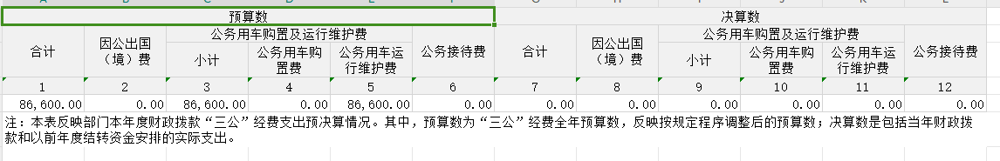 预算数 决算数
合计 因公出国（境）费 公务用车购置及运行维护费 公务接待费 合计 因公出国（境）费 公务用车购置及运行维护费 公务接待费
小计 公务用车购置费 公务用车运行维护费 小计 公务用车购置费 公务用车运行维护费
1 2 3 4 5 6 7 8 9 10 11 12
86,600.00 0.00 86,600.00 0.00 86,600.00 0.00 0.00 0.00 0.00 0.00 0.00 0.00
注：本表反映部门本年度财政拨款“三公”经费支出预决算情况。其中，预算数为“三公”经费全年预算数，反映按规定程序调整后的预算数；决算数是包括当年财政拨
款和以前年度结转资金安排的实际支出。